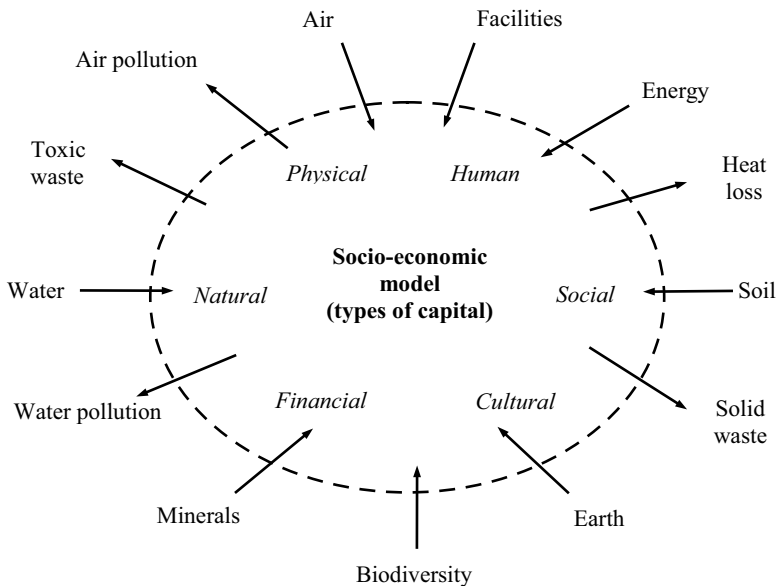 Air
Facilities
Air pollution
Energy
Toxic
waste
Physical
Human
Heat
loss
Socio-economic
model
(types of capital)
Water
Natural
Social
Soil
Water pollution
Financial
Cultural
Solid
waste
Minerals
Earth
Biodiversity